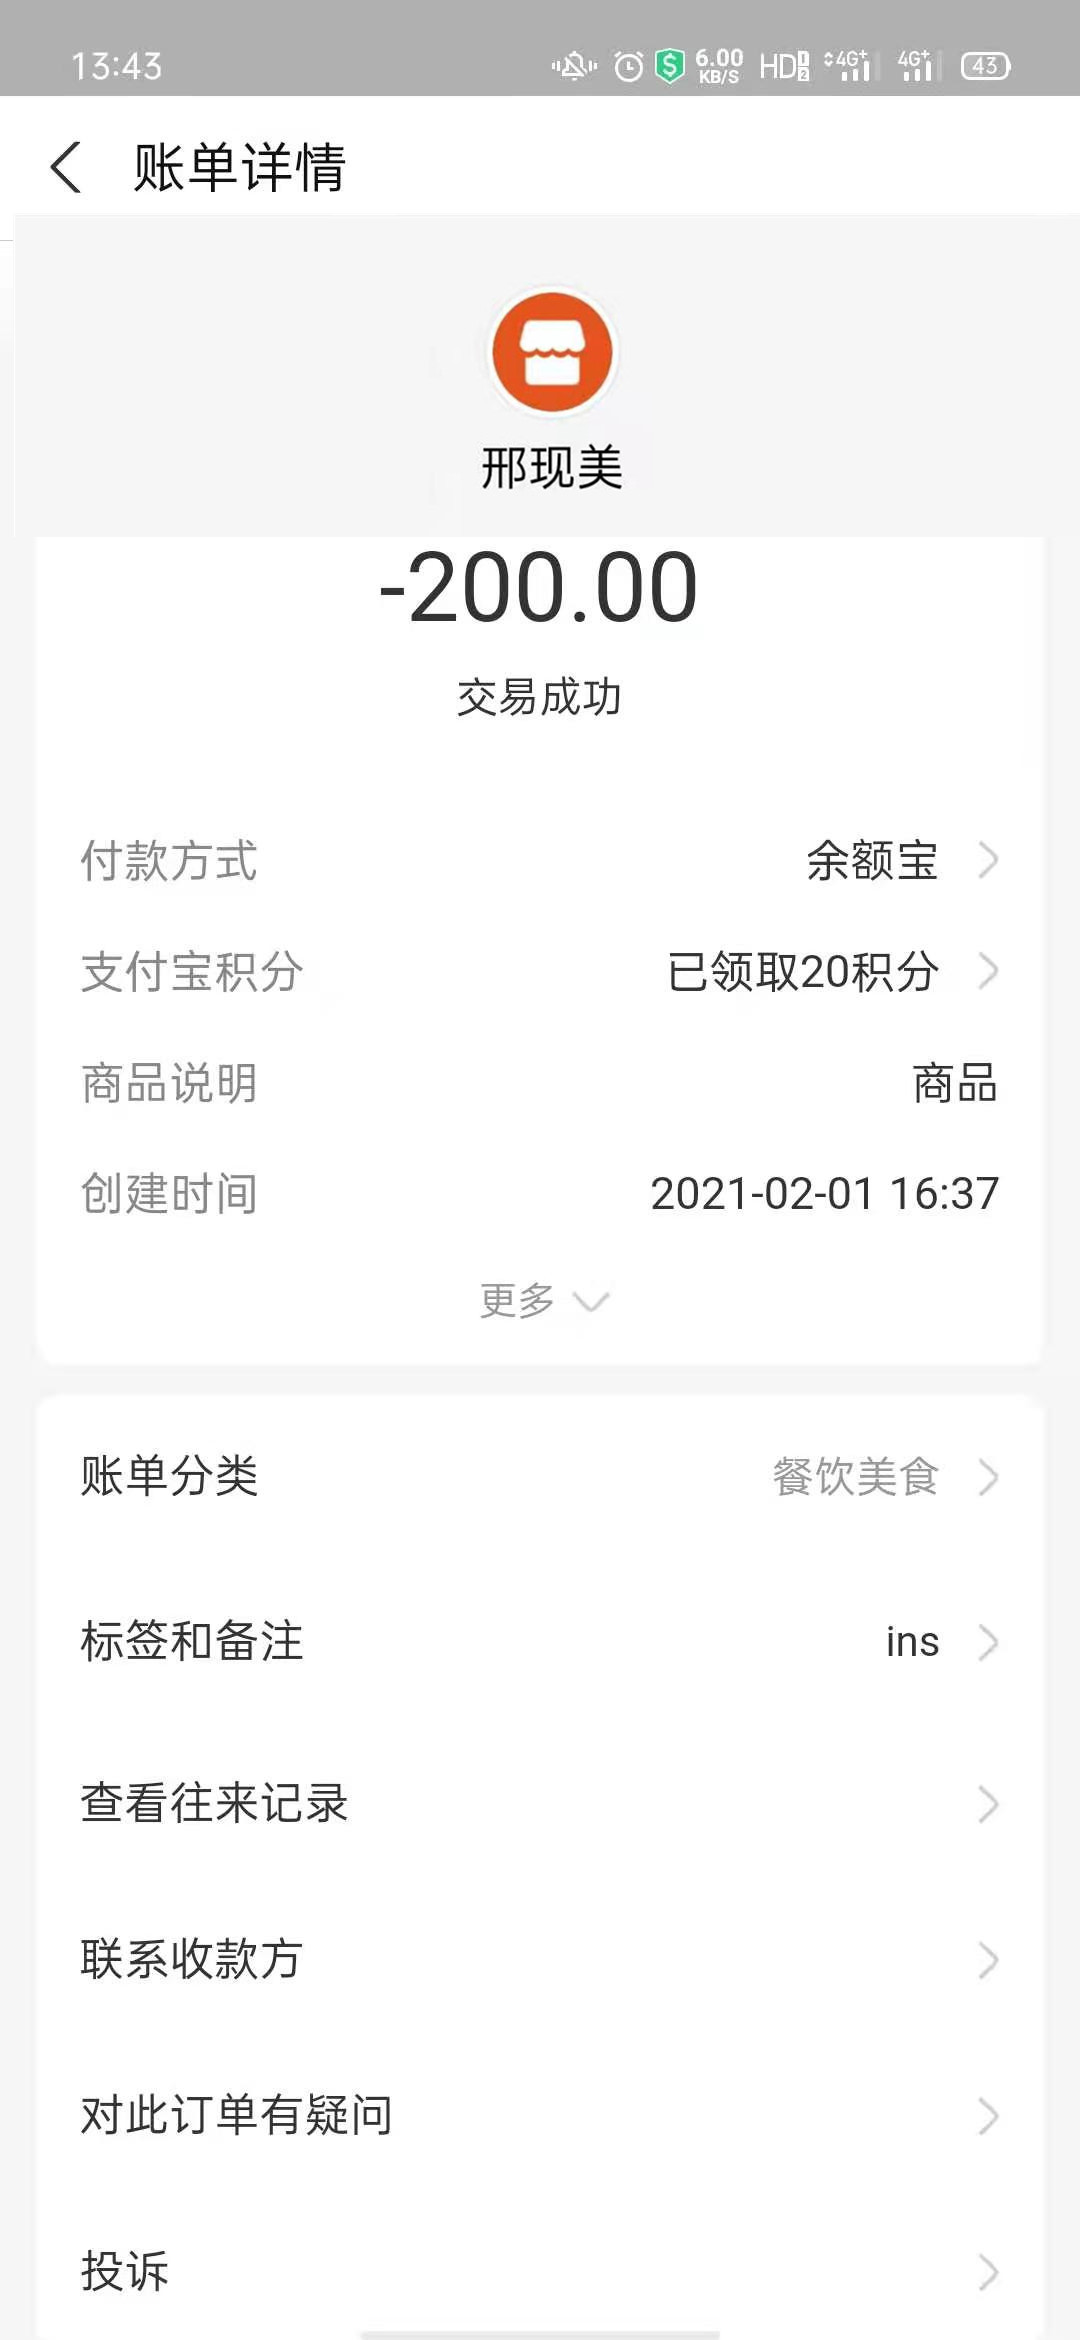 13:43 6.00 KB/S HD 1 2 4G+ 4G+ 43
账单详情
邢现美
-200.00
交易成功
付款方式 余额宝
支付宝积分 已领取20积分
商品说明 商品
创建时间 2021-02-01 16:37
更多
账单分类 餐饮美食
标签和备注 ins
查看往来记录
联系收款方
对此订单有疑问
投诉